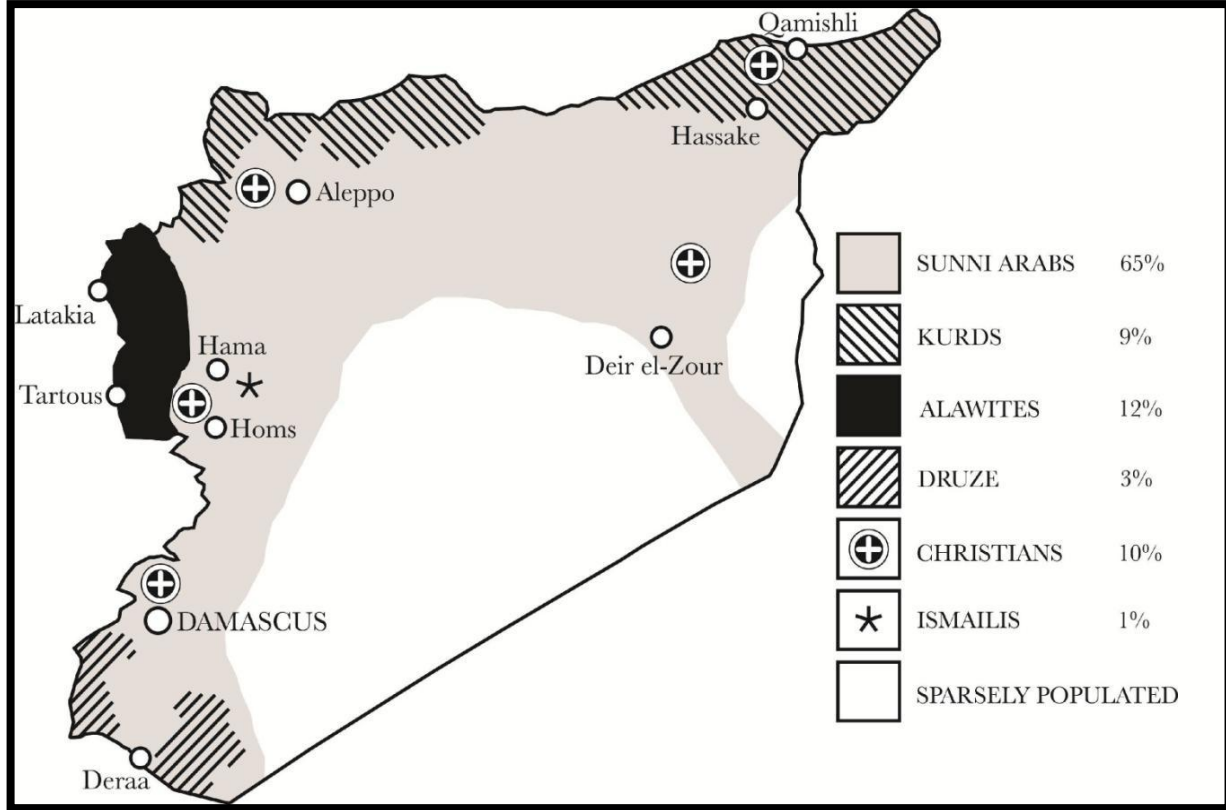 Qamishli
Hassake
Aleppo
Latakia
Hama
Deir el-Zour
Tartous
Homs
DAMASCUS
Deraa
SUNNI ARABS 65%
KURDS 9%
ALAWITES 12%
DRUZE 3%
CHRISTIANS 10%
ISMAILIS 1%
SPARSELY POPULATED